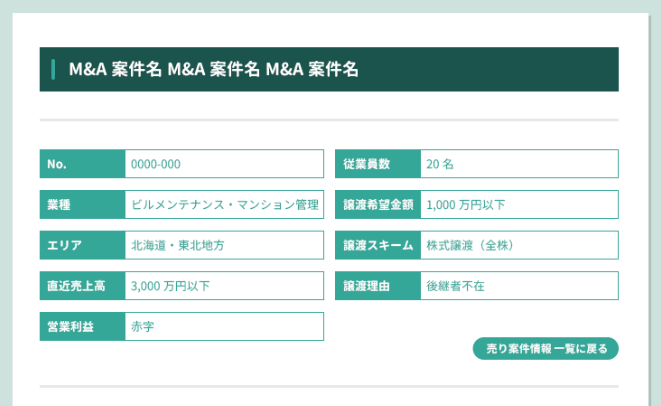 M&A 案件名 M&A 案件名 M&A 案件名
No. 0000-000
従業員数 20 名
業種 ビルメンテナンス・マンション管理
譲渡希望金額 1,000 万円以下
エリア 北海道・東北地方
譲渡スキーム 株式譲渡（全株）
直近売上高 3,000 万円以下
譲渡理由 後継者不在
営業利益 赤字
売り案件情報 一覧に戻る